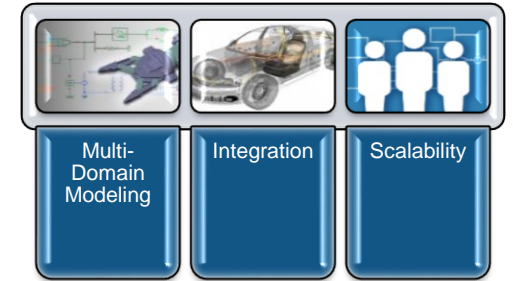 Multi-
Domain
Modeling
Integration
Scalability